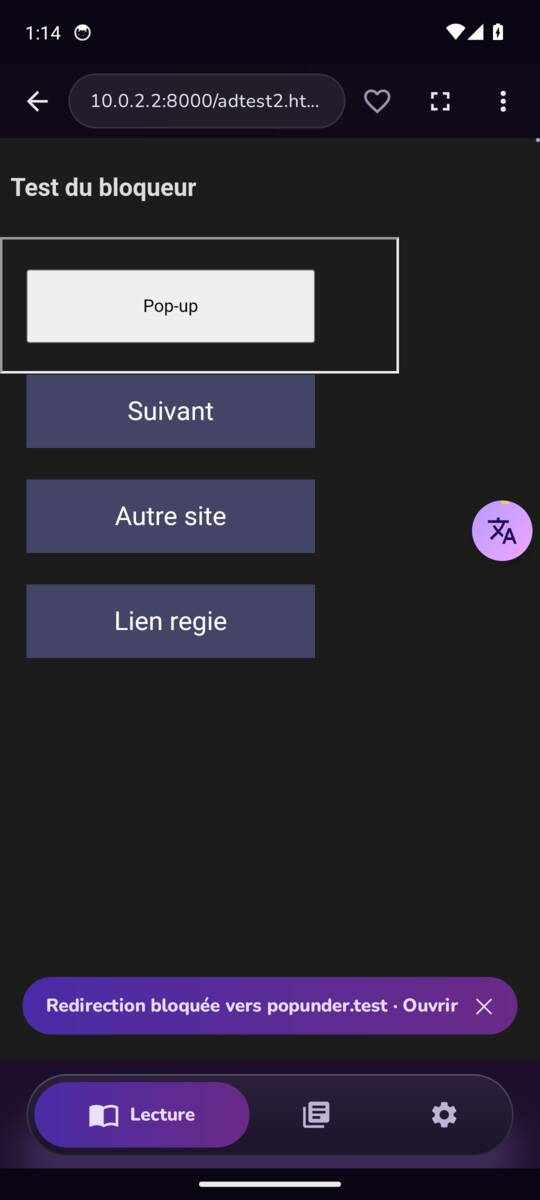 1:14
10.0.2.2:8000/adtest2.ht...
Test du bloqueur
Pop-up
Suivant
Autre site
Lien regie
Redirection bloquée vers popunder.test · Ouvrir
Lecture